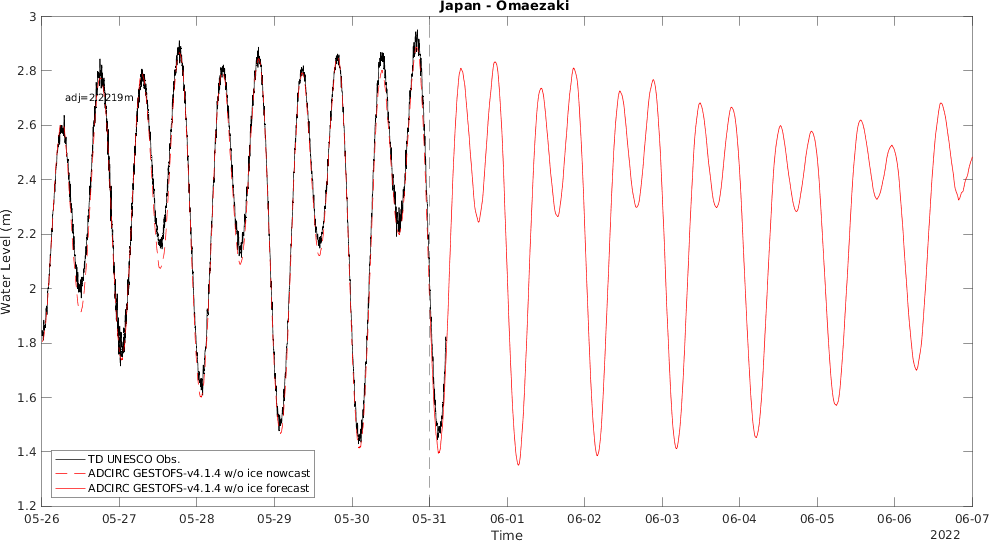 Japan - Omaezaki
3
2.8
2.6
2.4
2.2
2
1.8
1.6
1.4
1.2
Water Level (m)
adj=2.2219m
TD UNESCO Obs.
ADCIRC GESTOFS-v4.1.4 w/o ice nowcast
ADCIRC GESTOFS-v4.1.4 w/o ice forecast
05-26 05-27 05-28 05-29 05-30 05-31 06-01 06-02 06-03 06-04 06-05 06-06 06-07
Time
2022